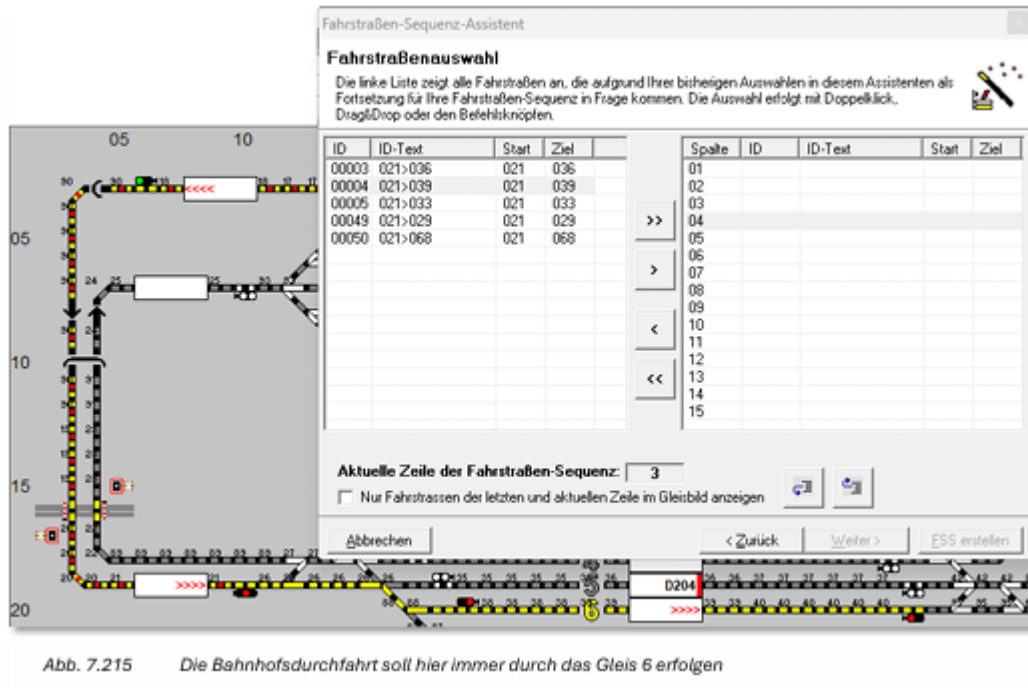 Fahrstraßen-Sequenz-Assistent
Fahrstraßenauswahl
Die linke Liste zeigt alle Fahrstraßen an, die aufgrund Ihrer bisherigen Auswahlen in diesem Assistenten als
Fortsetzung für Ihre Fahrstraßen-Sequenz in Frage kommen. Die Auswahl erfolgt mit Doppelklick,
Drag&Drop oder den Befehlsknöpfen.
05 10
ID ID-Text Start Ziel
00003 021>036 021 036
00004 021>039 021 039
00005 021>033 021 033
00049 021>029 021 029
00050 021>068 021 068
>>
>
<
<<
Spalte ID ID-Text Start Ziel
01
02
03
04
05
06
07
08
09
10
11
12
13
14
15
<<<<
05
10
15
20
Aktuelle Zeile der Fahrstraßen-Sequenz: 3
Nur Fahrstrassen der letzten und aktuellen Zeile im Gleisbild anzeigen
Abbrechen < Zurück Weiter > FSS erstellen
>>>> D204
6 >>>>
Abb. 7.215 Die Bahnhofsdurchfahrt soll hier immer durch das Gleis 6 erfolgen